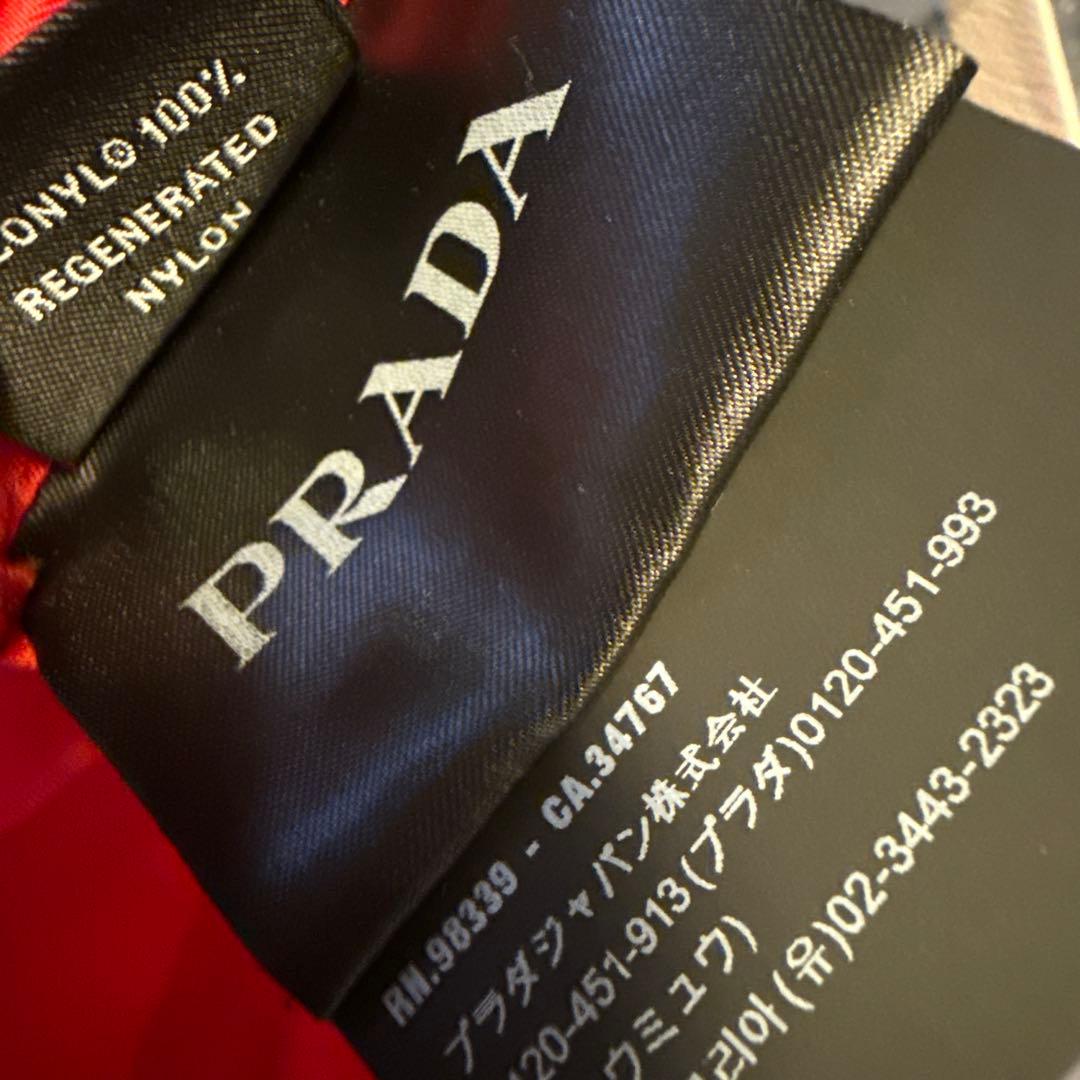 ECONYL® 100%
REGENERATED
NYLON
PRADA
RN.98339 - CA.34767
プラダジャパン株式会社
0120-451-993
120-451-913 (プラダ)
ウミュウ)
리아 (유)02-3443-2323